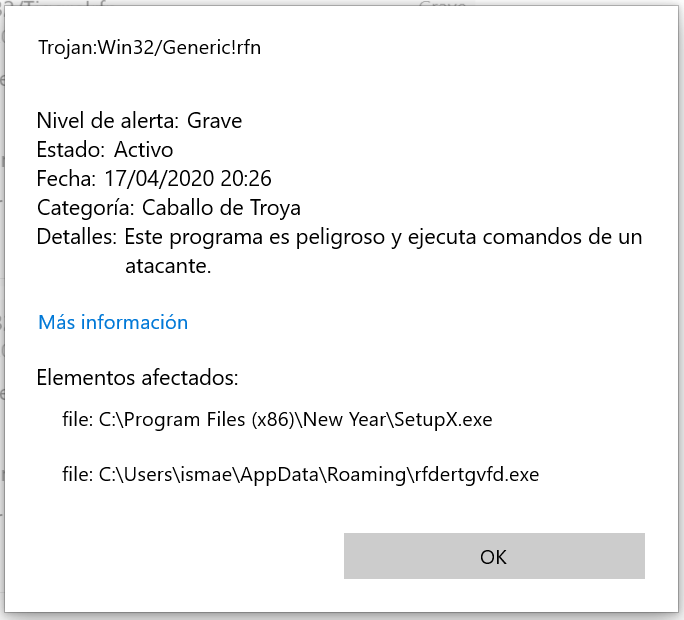 Grave
Trojan:Win32/Generic!rfn
Nivel de alerta: Grave
Estado: Activo
Fecha: 17/04/2020 20:26
Categoría: Caballo de Troya
Detalles: Este programa es peligroso y ejecuta comandos de un
atacante.
Más información
Elementos afectados:
file: C:\Program Files (x86)\New Year\SetupX.exe
file: C:\Users\ismae\AppData\Roaming\rfdertgvfd.exe
OK